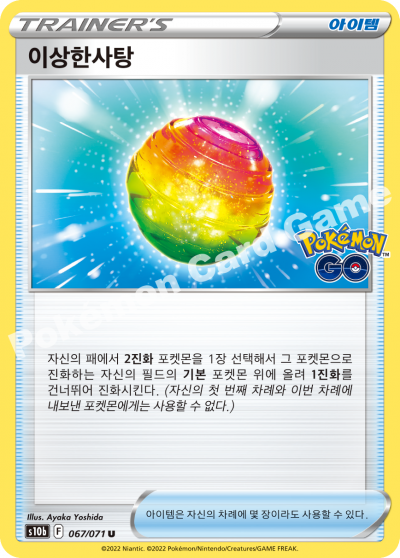 TRAINER'S
아이템
이상한사탕
Pokémon GO
Pokémon Card Game
자신의 패에서 2진화 포켓몬을 1장 선택해서 그 포켓몬으로
진화하는 자신의 필드의 기본 포켓몬 위에 올려 1진화를
건너뛰어 진화시킨다. (자신의 첫 번째 차례와 이번 차례에
내보낸 포켓몬에게는 사용할 수 없다.)
Illus. Ayaka Yoshida
s10b F 067/071 U
아이템은 자신의 차례에 몇 장이라도 사용할 수 있다.
©2022 Niantic. ©2022 Pokémon/Nintendo/Creatures/GAME FREAK.